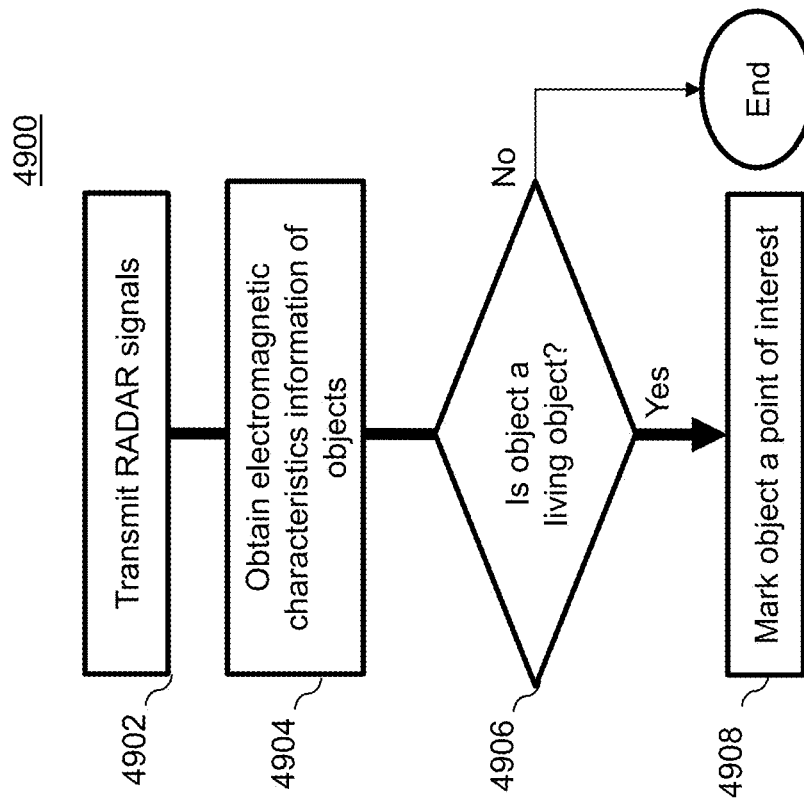 4900
4902
Transmit RADAR signals
4904
Obtain electromagnetic
characteristics information of
objects
4906
Is object a
living object?
No
Yes
4908
Mark object a point of interest
End